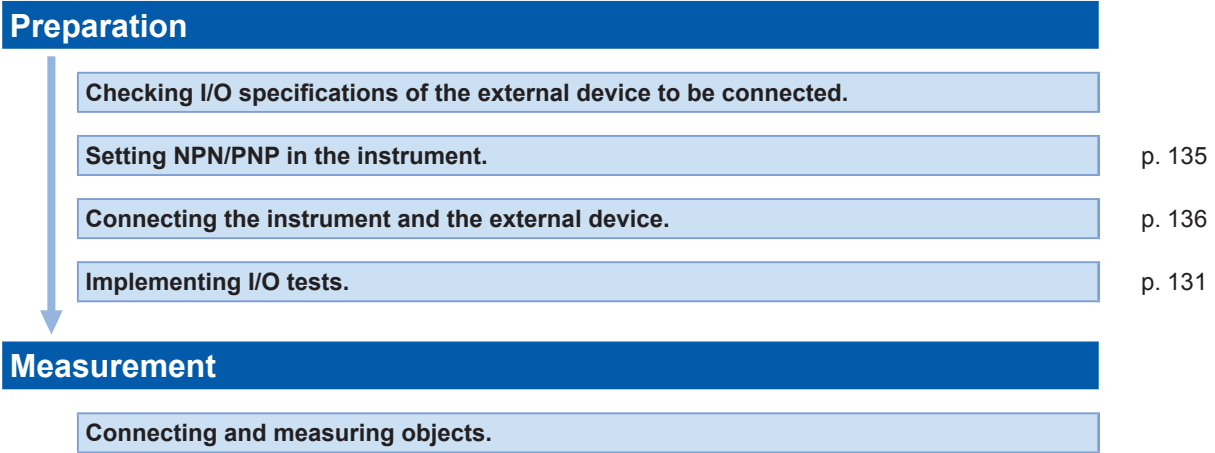 Preparation
Checking I/O specifications of the external device to be connected.
Setting NPN/PNP in the instrument. p. 135
Connecting the instrument and the external device. p. 136
Implementing I/O tests. p. 131
Measurement
Connecting and measuring objects.